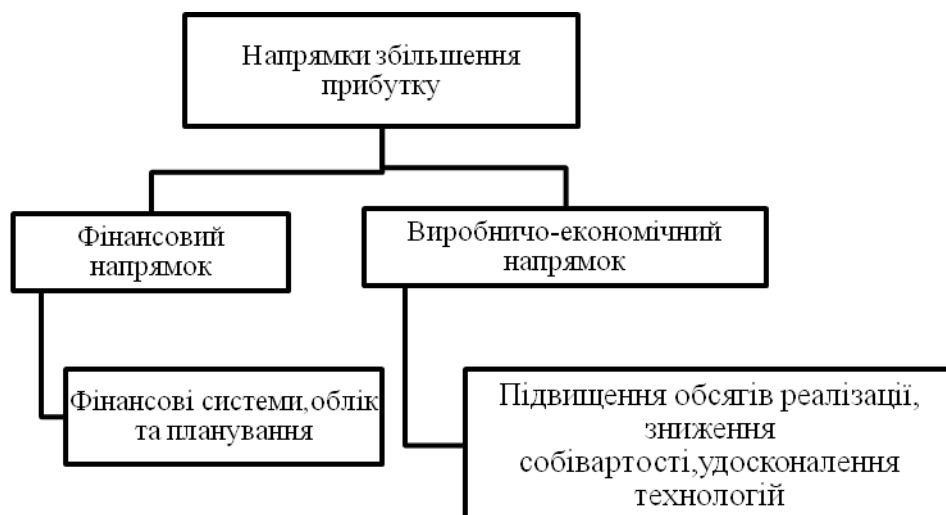 Напрямки збільшення
прибутку
Фінансовий
напрямок
Виробничо-економічний
напрямок
Фінансові системи,облік
та планування
Підвищення обсягів реалізації,
зниження
собівартості,удосконалення
технологій